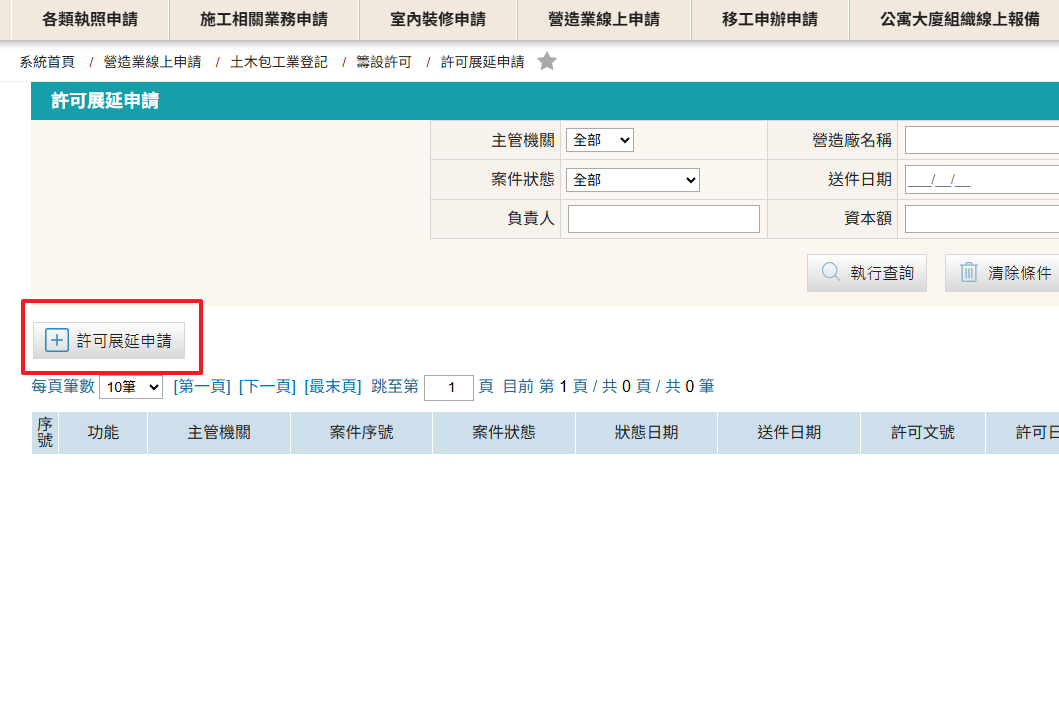 各類執照申請 施工相關業務申請 室內裝修申請 營造業線上申請 移工申辦申請 公寓大廈組織線上報備
系統首頁 / 營造業線上申請 / 土木包工業登記 / 籌設許可 / 許可展延申請
許可展延申請
主管機關 全部 營造廠名稱
案件狀態 全部 送件日期 ___/__/__
負責人 資本額
執行查詢 清除條件
許可展延申請
每頁筆數 10筆 [第一頁] [下一頁] [最末頁] 跳至第 1 頁 目前 第 1 頁 / 共 0 頁 / 共 0 筆
序號 功能 主管機關 案件序號 案件狀態 狀態日期 送件日期 許可文號 許可日